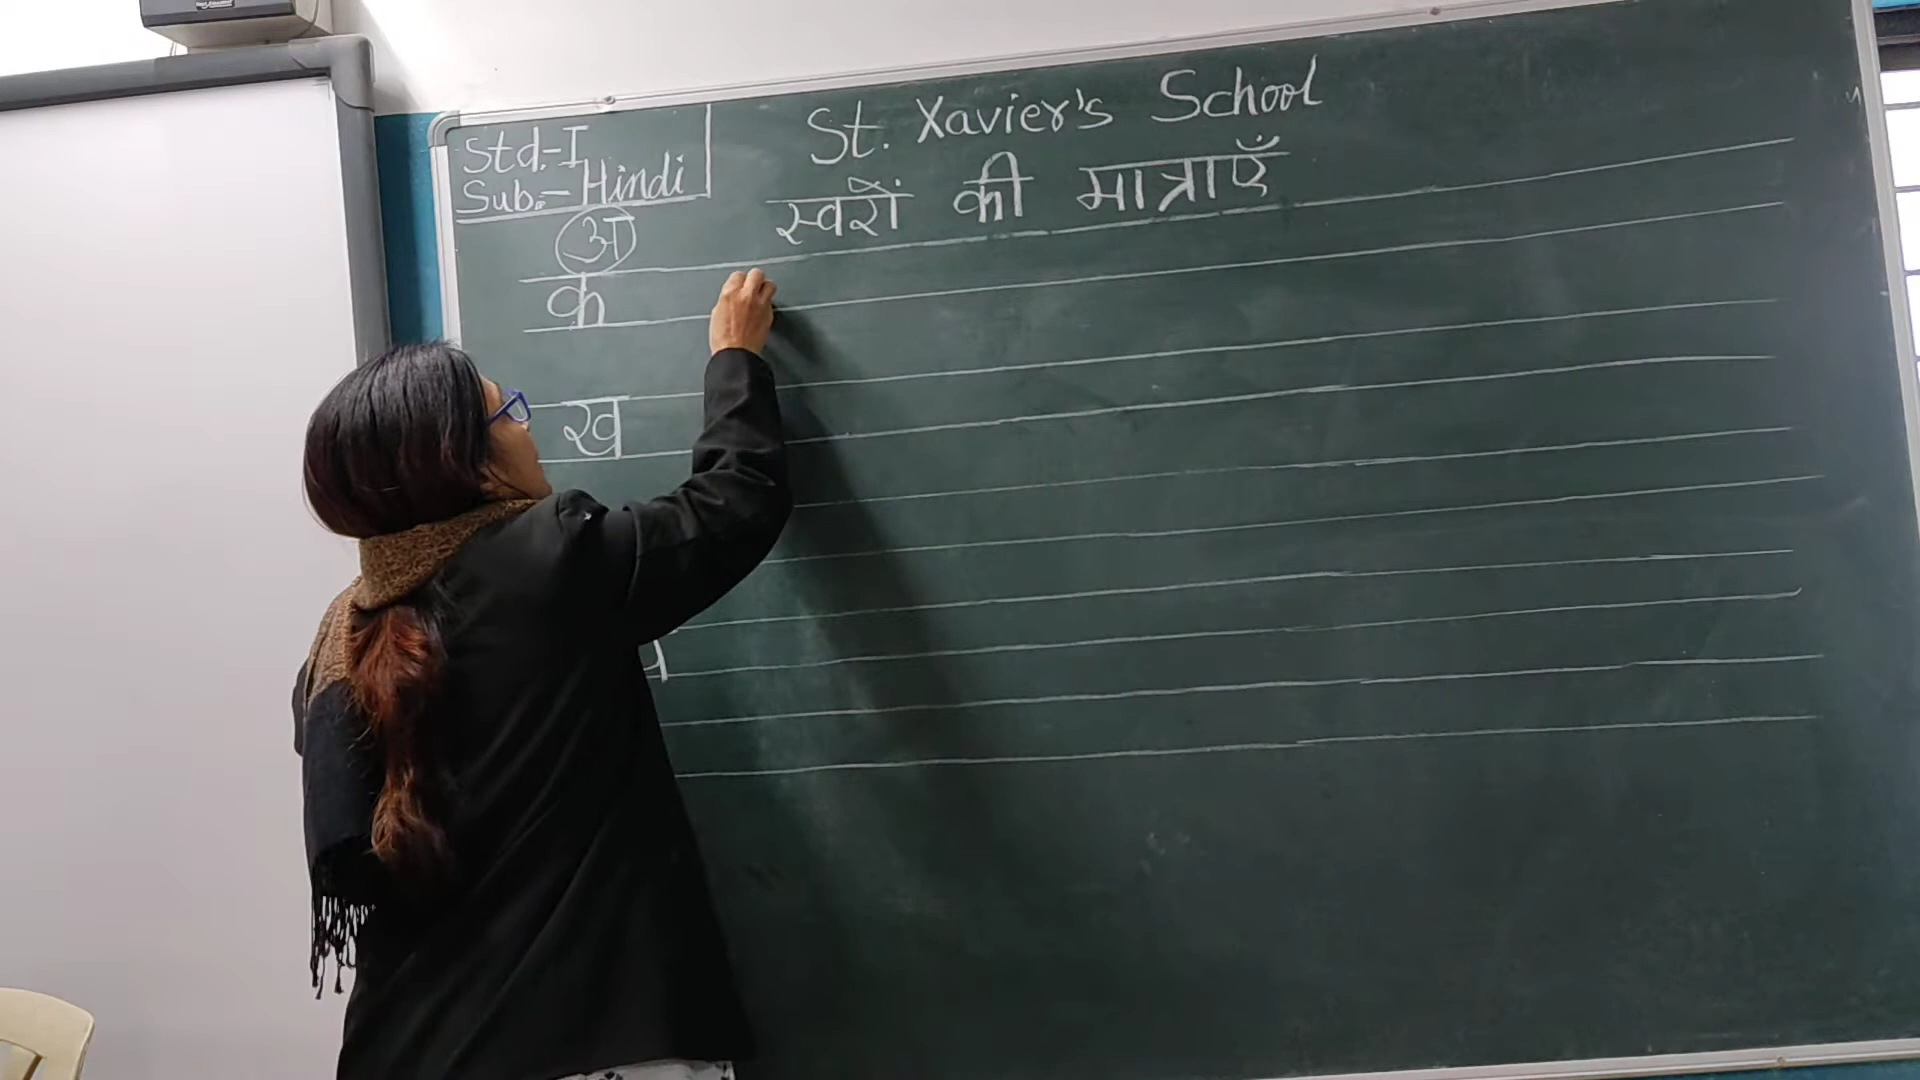 Std.-I
Sub.- Hindi
St. Xavier's School
स्वरों की मात्राएँ
अ
क
ख